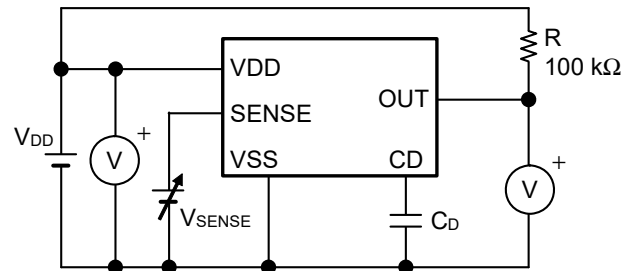 R
100 kΩ
VDD
OUT
SENSE
VDD
+
V
+
V
VSS
CD
VSENSE
CD